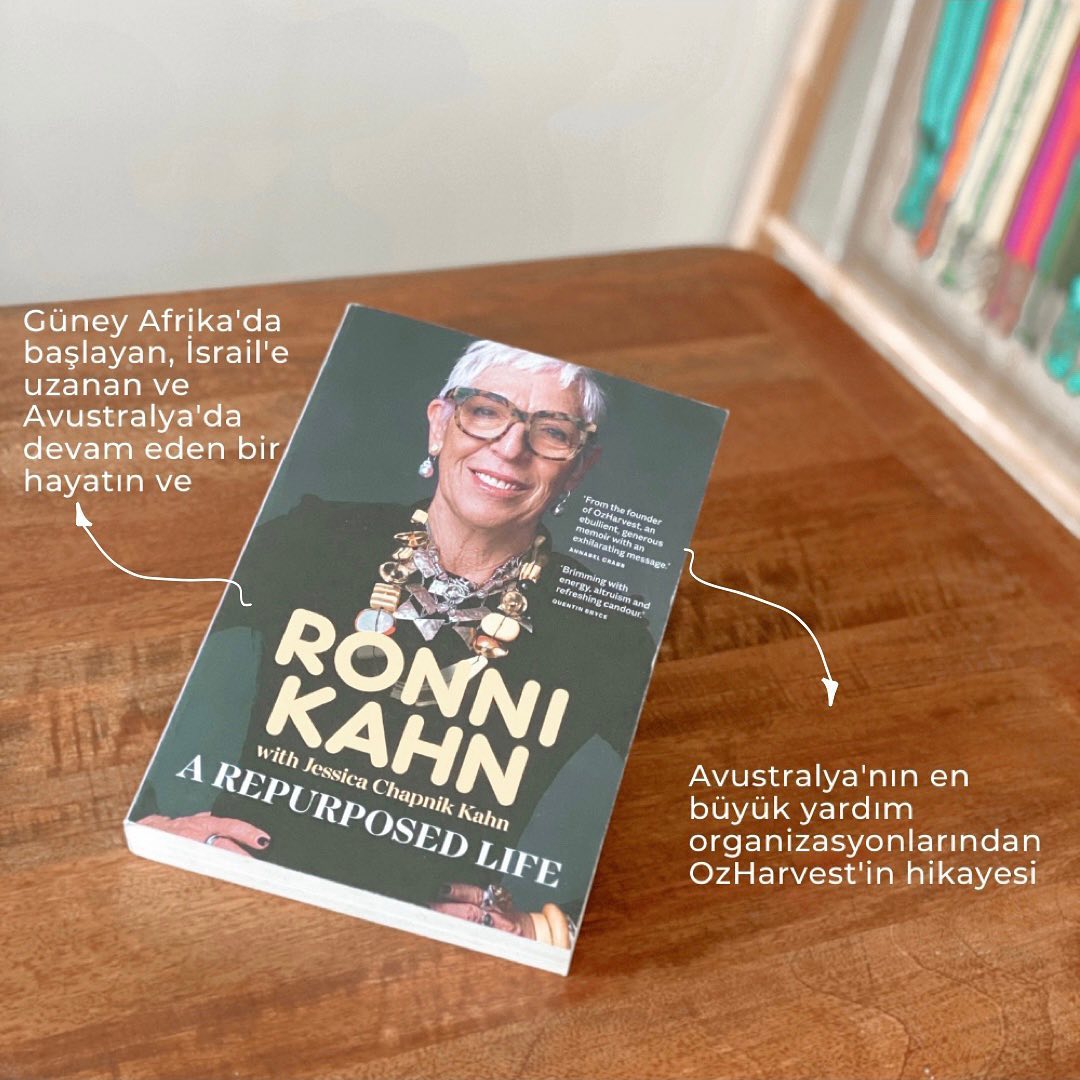 Güney Afrika'da
başlayan, İsrail'e
uzanan ve
Avustralya'da
devam eden bir
hayatın ve
'From the founder
of OzHarvest, an
ebullient, generous
memoir with an
exhilarating message.'
ANNABEL CRABB
'Brimming with
energy, altruism and
refreshing candour.'
QUENTIN BRYCE
RONNI
KAHN
with Jessica Chapnik Kahn
A REPURPOSED LIFE
Avustralya'nın en
büyük yardım
organizasyonlarından
OzHarvest'in hikayesi